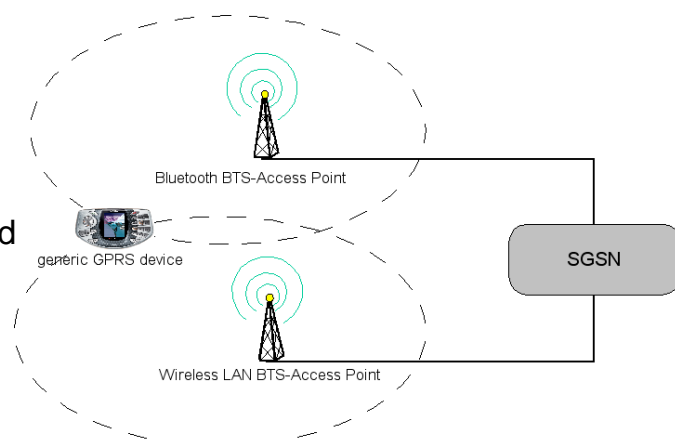 Bluetooth BTS-Access Point
d
generic GPRS device
SGSN
Wireless LAN BTS-Access Point